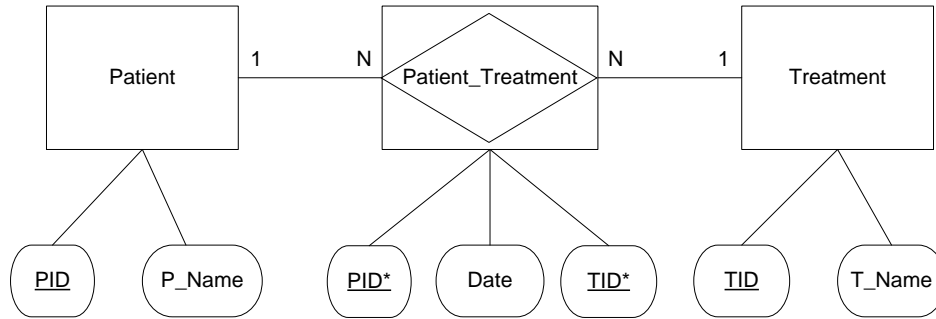 1 N N 1
Patient Patient_Treatment Treatment
PID P_Name PID* Date TID* TID T_Name